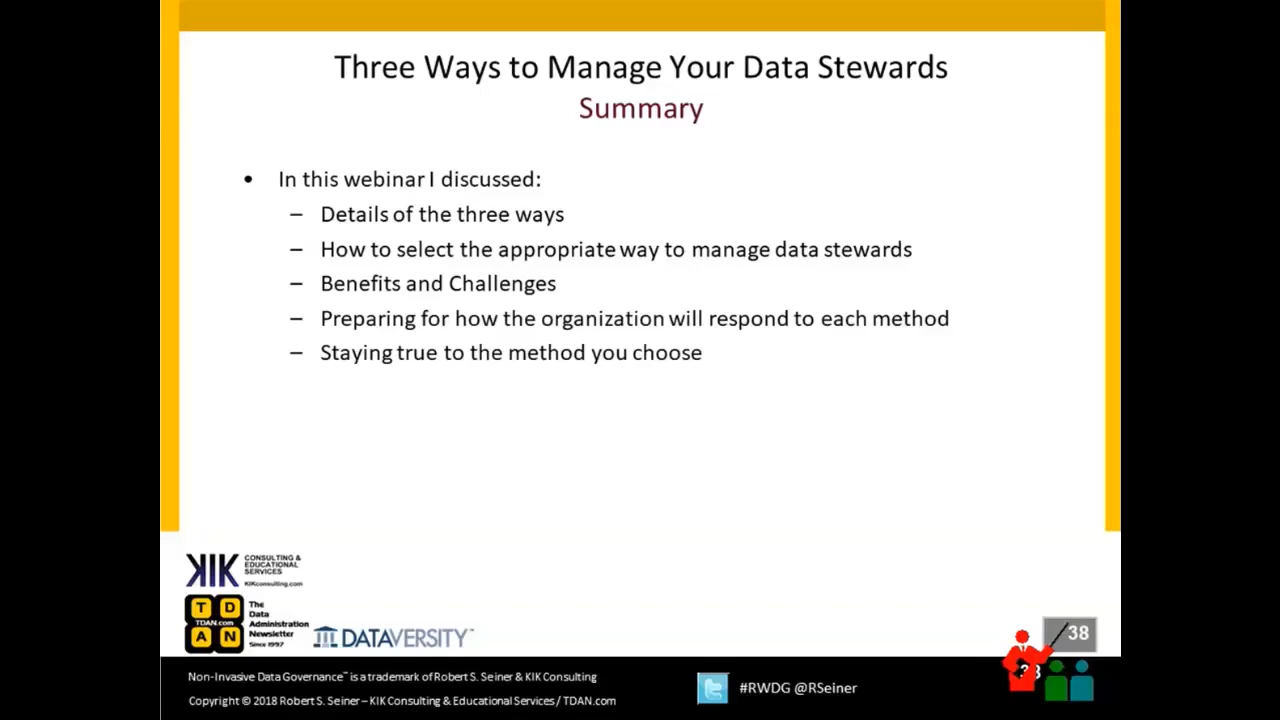 Three Ways to Manage Your Data Stewards
Summary
• In this webinar I discussed:
– Details of the three ways
– How to select the appropriate way to manage data stewards
– Benefits and Challenges
– Preparing for how the organization will respond to each method
– Staying true to the method you choose
KIK CONSULTING &
EDUCATIONAL
SERVICES
KIKconsulting.com
T D
TDAN.com
A N
The
Data
Administration
Newsletter
Since 1997
DATAVERSITY™
38
38
Non-Invasive Data Governance™ is a trademark of Robert S. Seiner & KIK Consulting
Copyright © 2018 Robert S. Seiner – KIK Consulting & Educational Services / TDAN.com
#RWDG @RSeiner